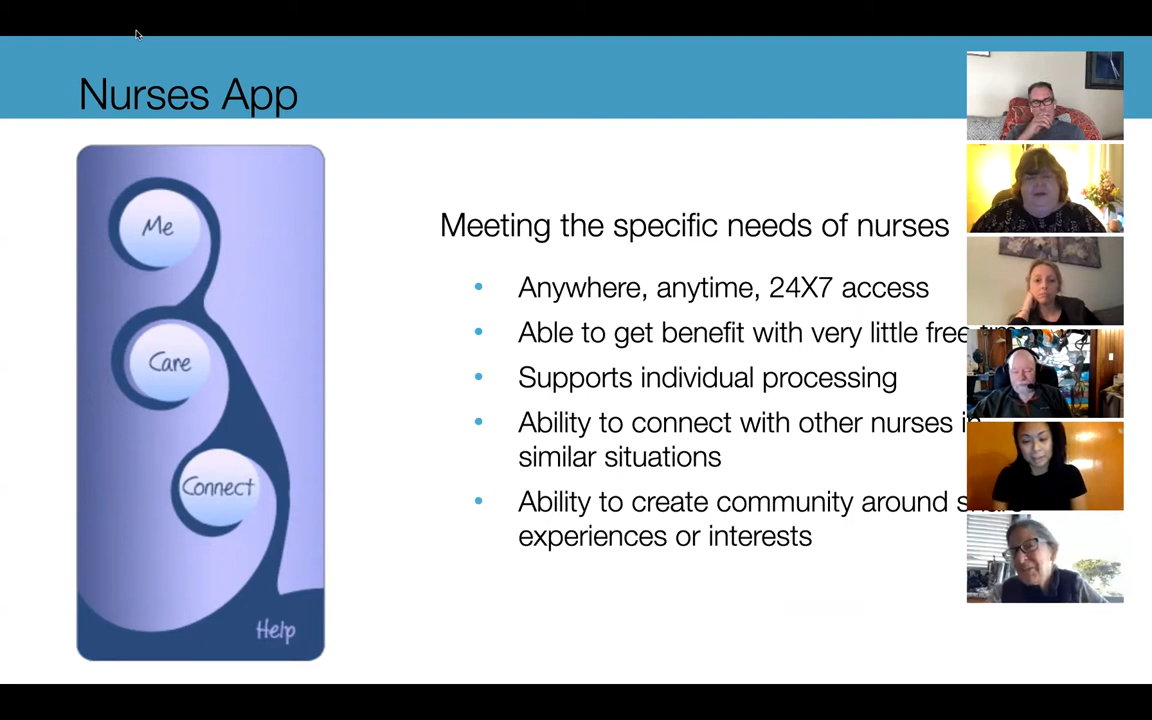 Nurses App
Me
Care
Connect
Help
Meeting the specific needs of nurses
• Anywhere, anytime, 24X7 access
• Able to get benefit with very little free time
• Supports individual processing
• Ability to connect with other nurses in
similar situations
• Ability to create community around
experiences or interests